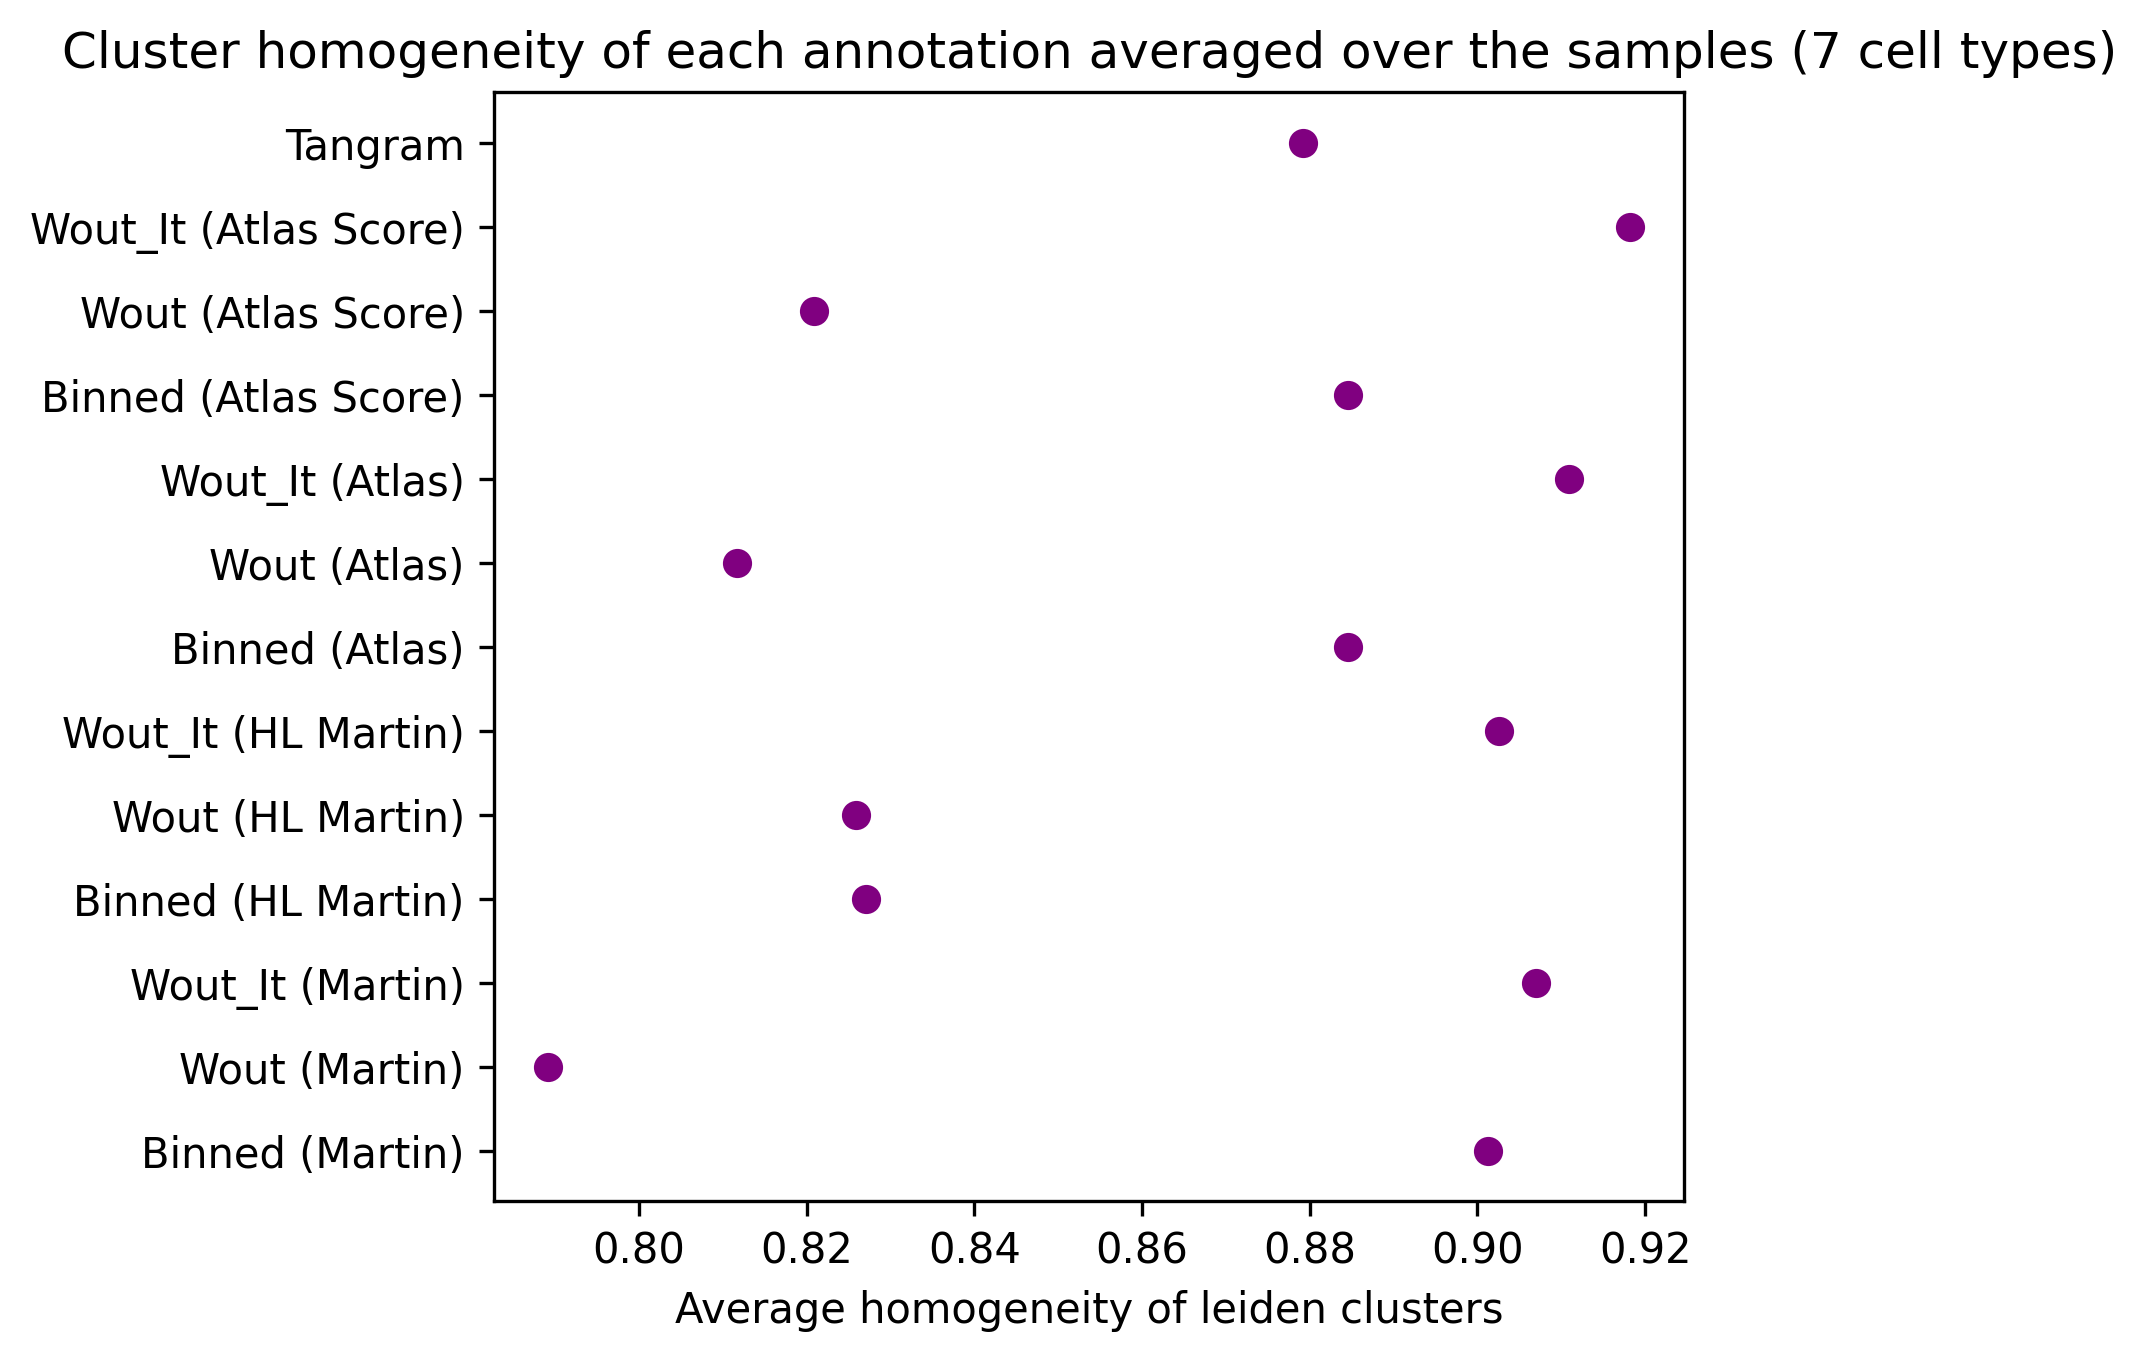 Cluster homogeneity of each annotation averaged over the samples (7 cell types)
Tangram
Wout_It (Atlas Score)
Wout (Atlas Score)
Binned (Atlas Score)
Wout_It (Atlas)
Wout (Atlas)
Binned (Atlas)
Wout_It (HL Martin)
Wout (HL Martin)
Binned (HL Martin)
Wout_It (Martin)
Wout (Martin)
Binned (Martin)
0.80 0.82 0.84 0.86 0.88 0.90 0.92
Average homogeneity of leiden clusters